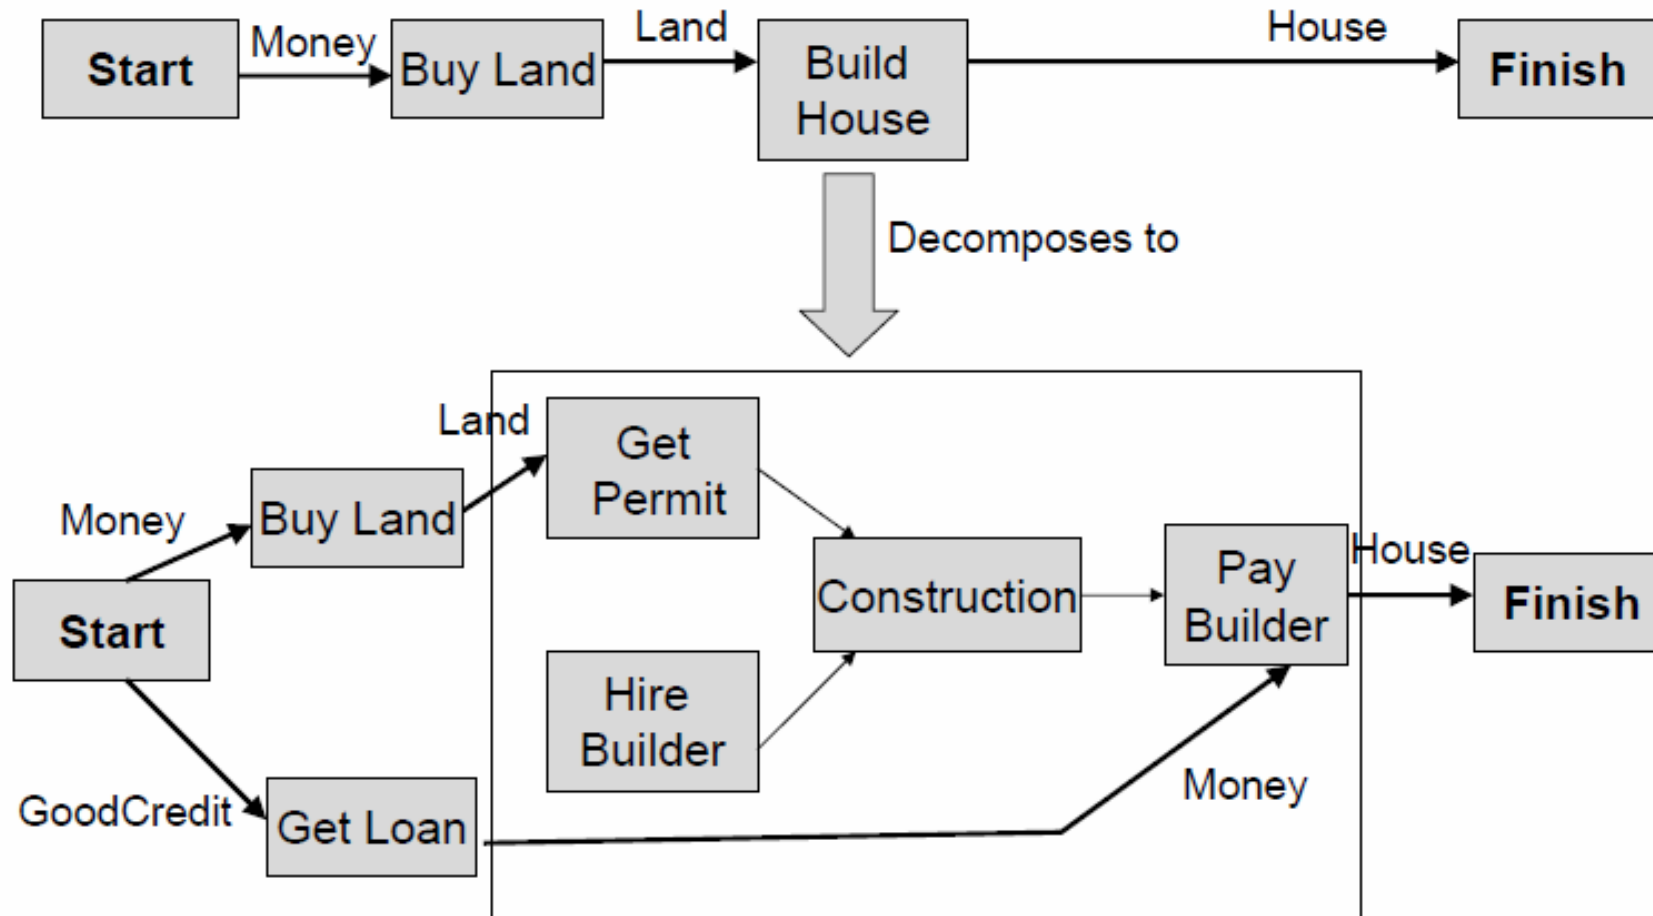 Start
Money
Buy Land
Land
Build
House
House
Finish
Decomposes to
Land
Get
Permit
Money
Buy Land
Construction
Pay
Builder
House
Finish
Start
Hire
Builder
GoodCredit
Get Loan
Money